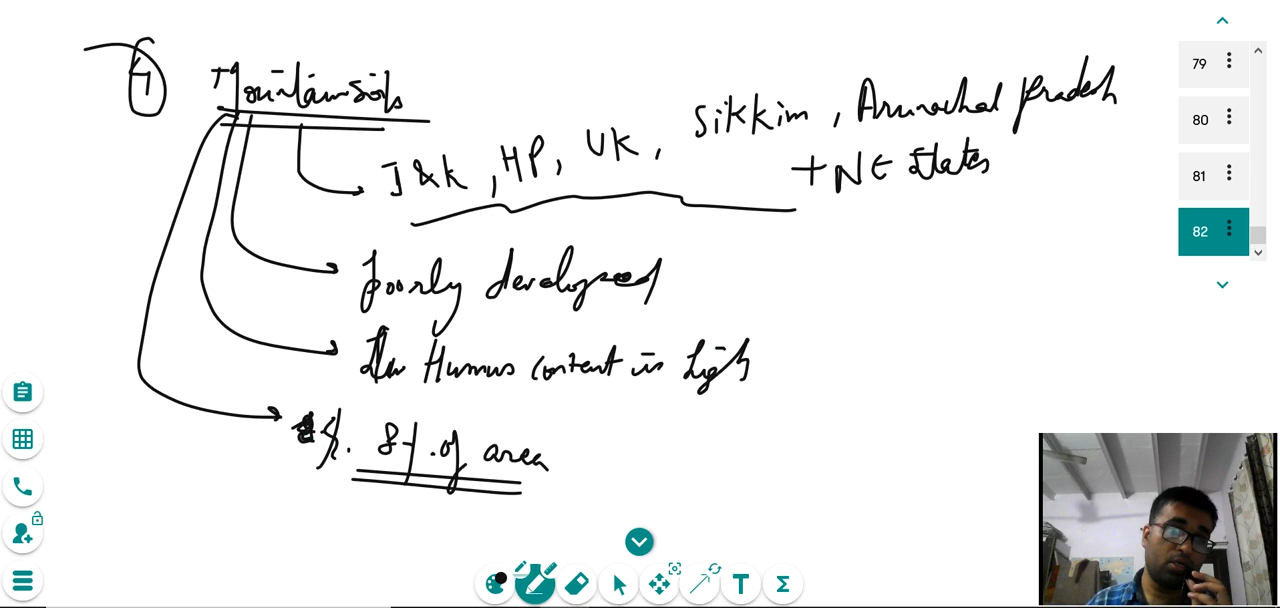 7
Mountain Soils
J&K, HP, UK, Sikkim, Arunachal Pradesh
+ NE States
Poorly developed
Humus content is high
8% of area
79
80
81
82
T
Σ